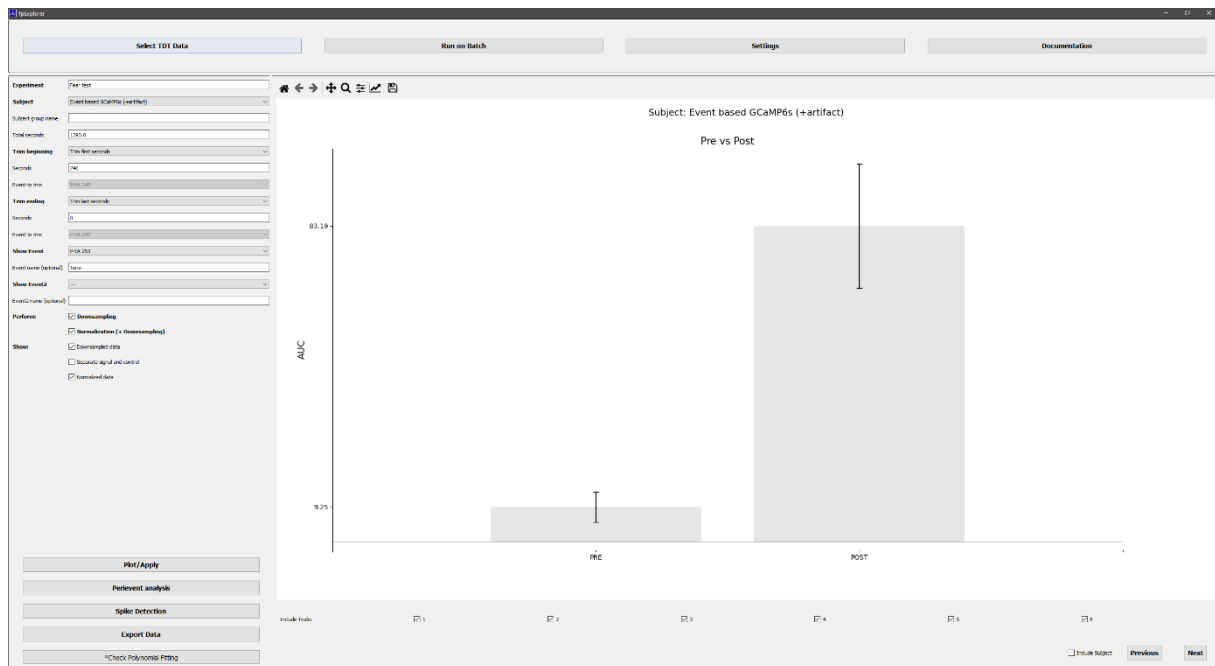 fpExplorer
Select TDT Data
Run on Batch
Settings
Documentation
Experiment
Fear test
Subject
Event based GCaMP6s (+artifact)
Subject group name
Total seconds
1290.0
Trim beginning
Trim first seconds
Seconds
240
Event to trim
Trim ending
Trim last seconds
Seconds
0
Event to trim
Show Event
PrtA 253
Event name (optional)
Tone
Show Event2
---
Event2 name (optional)
Perform:
Downsampling
Normalization (+ Downsampling)
Show:
Downsampled data
Separate signal and control
Normalized data
Plot/Apply
Perievent analysis
Spike Detection
Export Data
*Check Polynomial Fitting
Subject: Event based GCaMP6s (+artifact)
Pre vs Post
AUC
83.19
9.25
PRE
POST
Include Trials:
1
2
3
4
5
6
Include Subject
Previous
Next